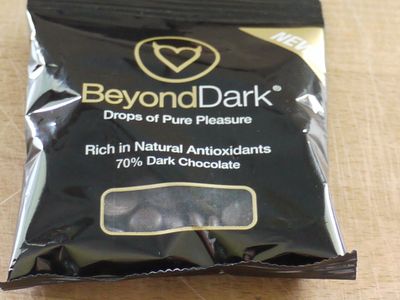 NEW
BeyondDark®
Drops of Pure Pleasure
Rich in Natural Antioxidants
70% Dark Chocolate